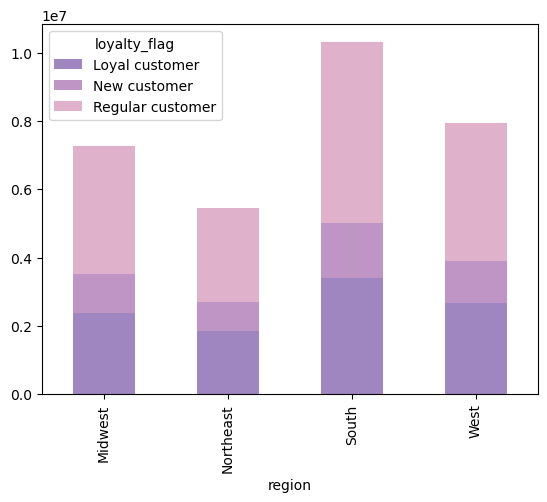 1e7
loyalty_flag
Loyal customer
New customer
Regular customer
1.0
0.8
0.6
0.4
0.2
0.0
Midwest
Northeast
South
West
region